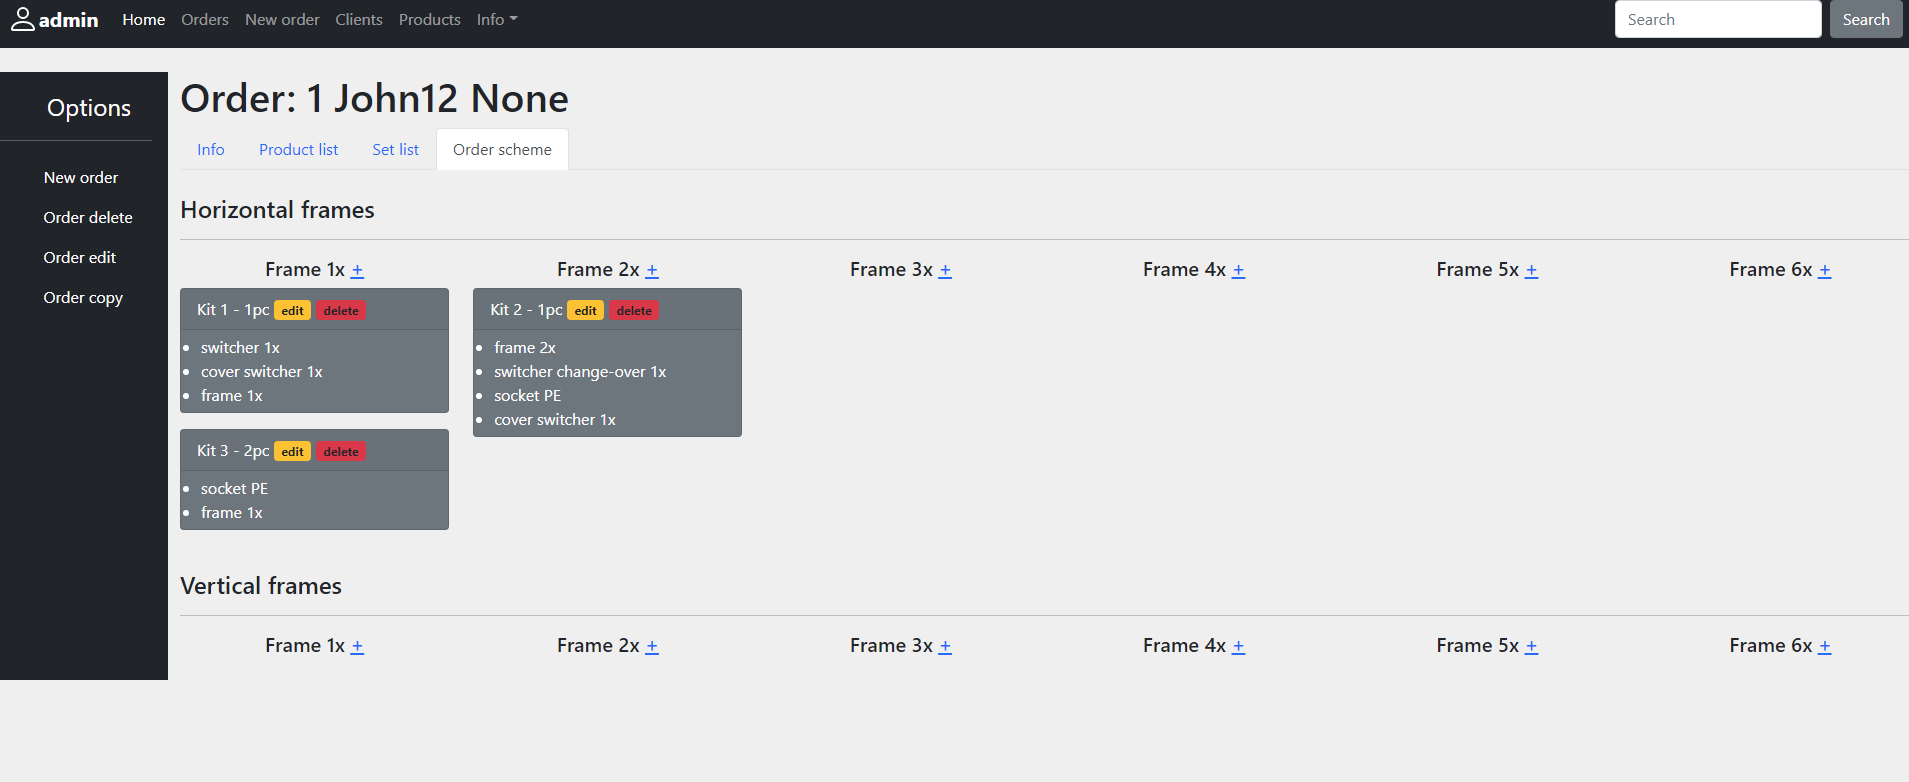 admin Home Orders New order Clients Products Info Search Search
Options
New order
Order delete
Order edit
Order copy
Order: 1 John12 None
Info Product list Set list Order scheme
Horizontal frames
Frame 1x + Frame 2x + Frame 3x + Frame 4x + Frame 5x + Frame 6x +
Kit 1 - 1pc edit delete
switcher 1x
cover switcher 1x
frame 1x
Kit 3 - 2pc edit delete
socket PE
frame 1x
Kit 2 - 1pc edit delete
frame 2x
switcher change-over 1x
socket PE
cover switcher 1x
Vertical frames
Frame 1x + Frame 2x + Frame 3x + Frame 4x + Frame 5x + Frame 6x +